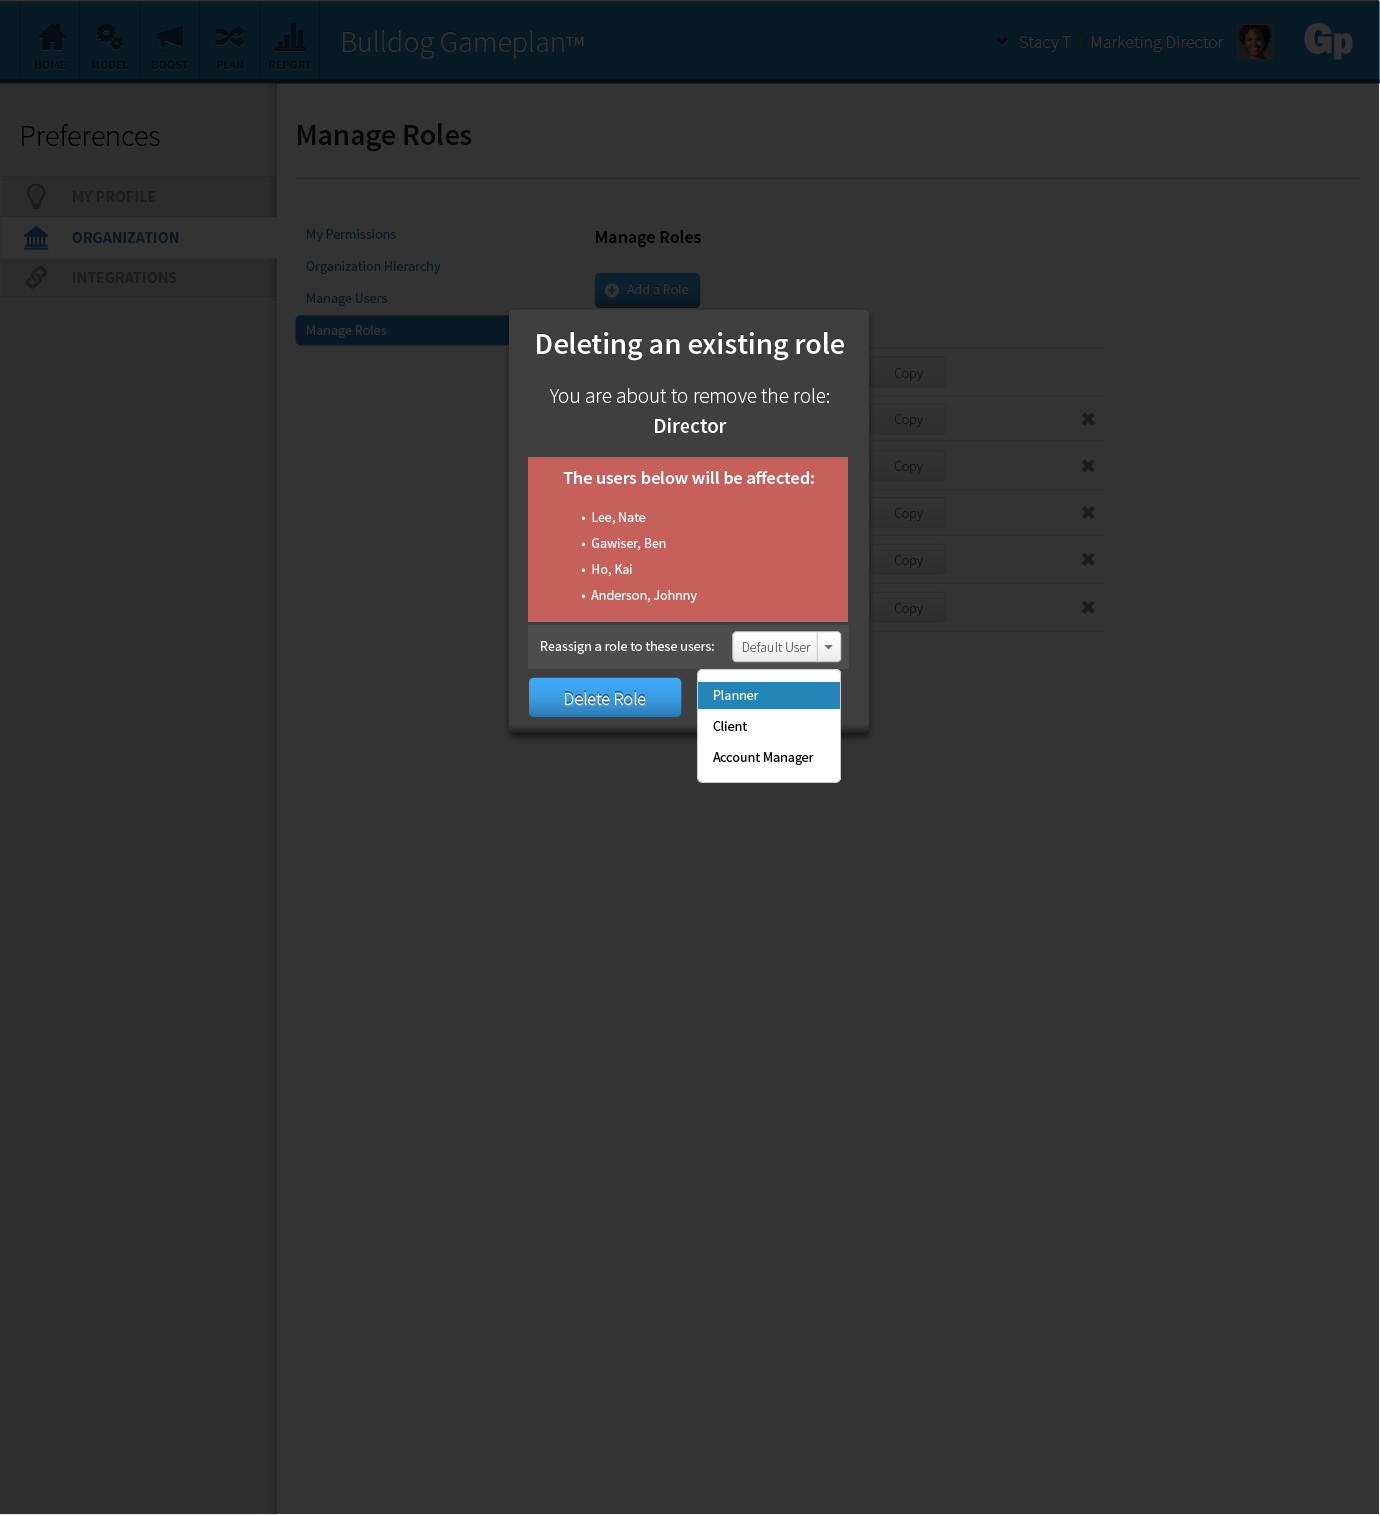 HOME
MODEL
BOOST
PLAN
REPORT
Bulldog Gameplan™
Stacy T
Marketing Director
Gp
Preferences
MY PROFILE
ORGANIZATION
INTEGRATIONS
Manage Roles
My Permissions
Organization Hierarchy
Manage Users
Manage Roles
Manage Roles
Add a Role
Copy
Copy
Copy
Copy
Copy
Copy
Deleting an existing role
You are about to remove the role:
Director
The users below will be affected:
• Lee, Nate
• Gawiser, Ben
• Ho, Kai
• Anderson, Johnny
Reassign a role to these users:
Default User
Delete Role
Planner
Client
Account Manager